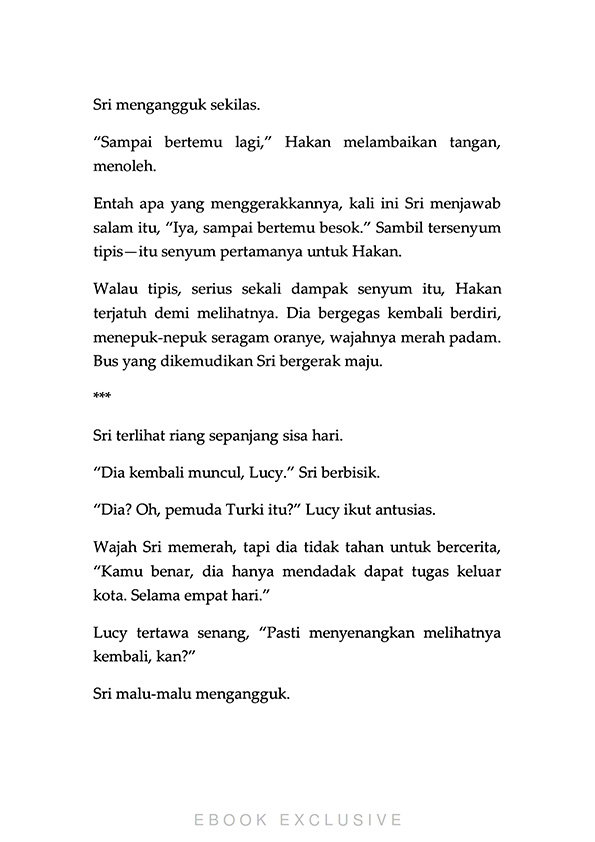 Sri mengangguk sekilas.
“Sampai bertemu lagi,” Hakan melambaikan tangan,
menoleh.
Entah apa yang menggerakkannya, kali ini Sri menjawab
salam itu, “Iya, sampai bertemu besok.” Sambil tersenyum
tipis—itu senyum pertamanya untuk Hakan.
Walau tipis, serius sekali dampak senyum itu, Hakan
terjatuh demi melihatnya. Dia bergegas kembali berdiri,
menepuk-nepuk seragam oranye, wajahnya merah padam.
Bus yang dikemudikan Sri bergerak maju.
***
Sri terlihat riang sepanjang sisa hari.
“Dia kembali muncul, Lucy.” Sri berbisik.
“Dia? Oh, pemuda Turki itu?” Lucy ikut antusias.
Wajah Sri memerah, tapi dia tidak tahan untuk bercerita,
“Kamu benar, dia hanya mendadak dapat tugas keluar
kota. Selama empat hari.”
Lucy tertawa senang, “Pasti menyenangkan melihatnya
kembali, kan?”
Sri malu-malu mengangguk.
EBOOK EXCLUSIVE